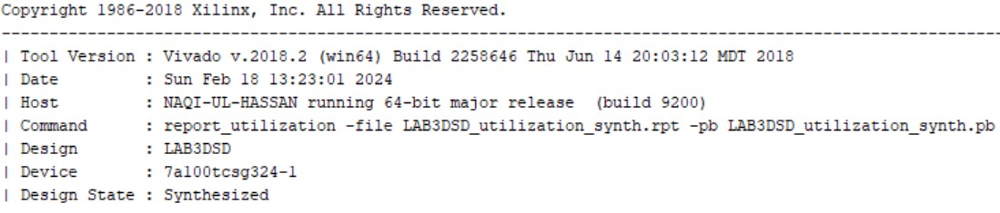 Copyright 1986-2018 Xilinx, Inc. All Rights Reserved.
---------------------------------------------------------------------------------------------------------
| Tool Version : Vivado v.2018.2 (win64) Build 2258646 Thu Jun 14 20:03:12 MDT 2018
| Date         : Sun Feb 18 13:23:01 2024
| Host         : NAQI-UL-HASSAN running 64-bit major release  (build 9200)
| Command      : report_utilization -file LAB3DSD_utilization_synth.rpt -pb LAB3DSD_utilization_synth.pb
| Design       : LAB3DSD
| Device       : 7a100tcsg324-1
| Design State : Synthesized